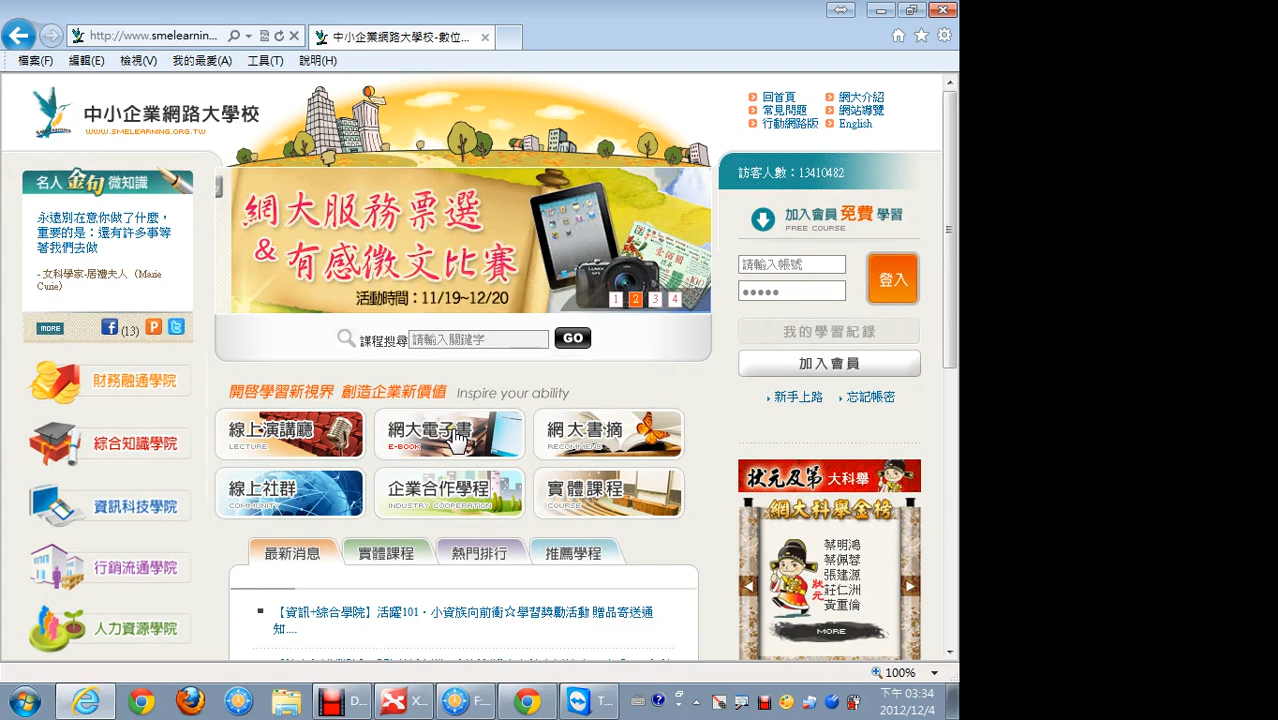 http://www.smelearnin...
中小企業網路大學校-數位...
檔案(F)
編輯(E)
檢視(V)
我的最愛(A)
工具(T)
說明(H)
中小企業網路大學校
WWW.SMELEARNING.ORG.TW
回首頁
網大介紹
常見問題
網站導覽
行動網路版
English
名人金句微知識
永遠別在意你做了什麼，
重要的是：還有許多事等
著我們去做
- 女科學家-居禮夫人（Marie
Curie）
MORE
(13)
網大服務票選
& 有感徵文比賽
活動時間：11/19~12/20
1 2 3 4
課程搜尋
請輸入關鍵字
GO
訪客人數：13410482
加入會員 免費 學習
FREE COURSE
請輸入帳號
●●●●●
登入
我的學習紀錄
加入會員
新手上路
忘記帳密
財務融通學院
綜合知識學院
資訊科技學院
行銷流通學院
人力資源學院
開啓學習新視界 創造企業新價值 Inspire your ability
線上演講廳
LECTURE
網大電子書
E-BOOK
網大書摘
RECOMMEND
線上社群
COMMUNITY
企業合作學程
INDUSTRY COOPERATION
實體課程
COURSE
最新消息
實體課程
熱門排行
推薦學程
【資訊+綜合學院】活躍101‧小資族向前衝☆學習獎勵活動 贈品寄送通
知....
狀元及第 大科舉
網大科舉金榜
狀元
蔡明鴻
蔡佩蓉
張建源
莊仁洲
黃重倫
MORE
100%
D...
X...
F:...
T...
下午 03:34
2012/12/4